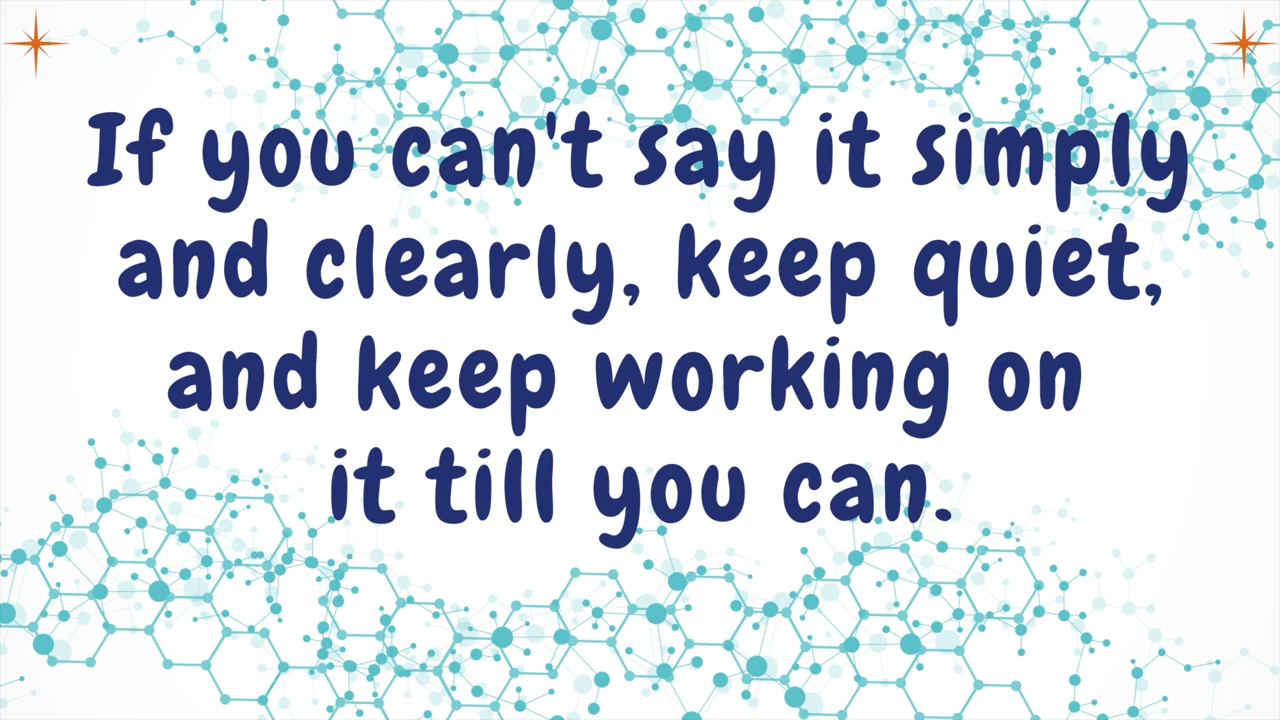 If you can't say it simply
and clearly, keep quiet,
and keep working on
it till you can.